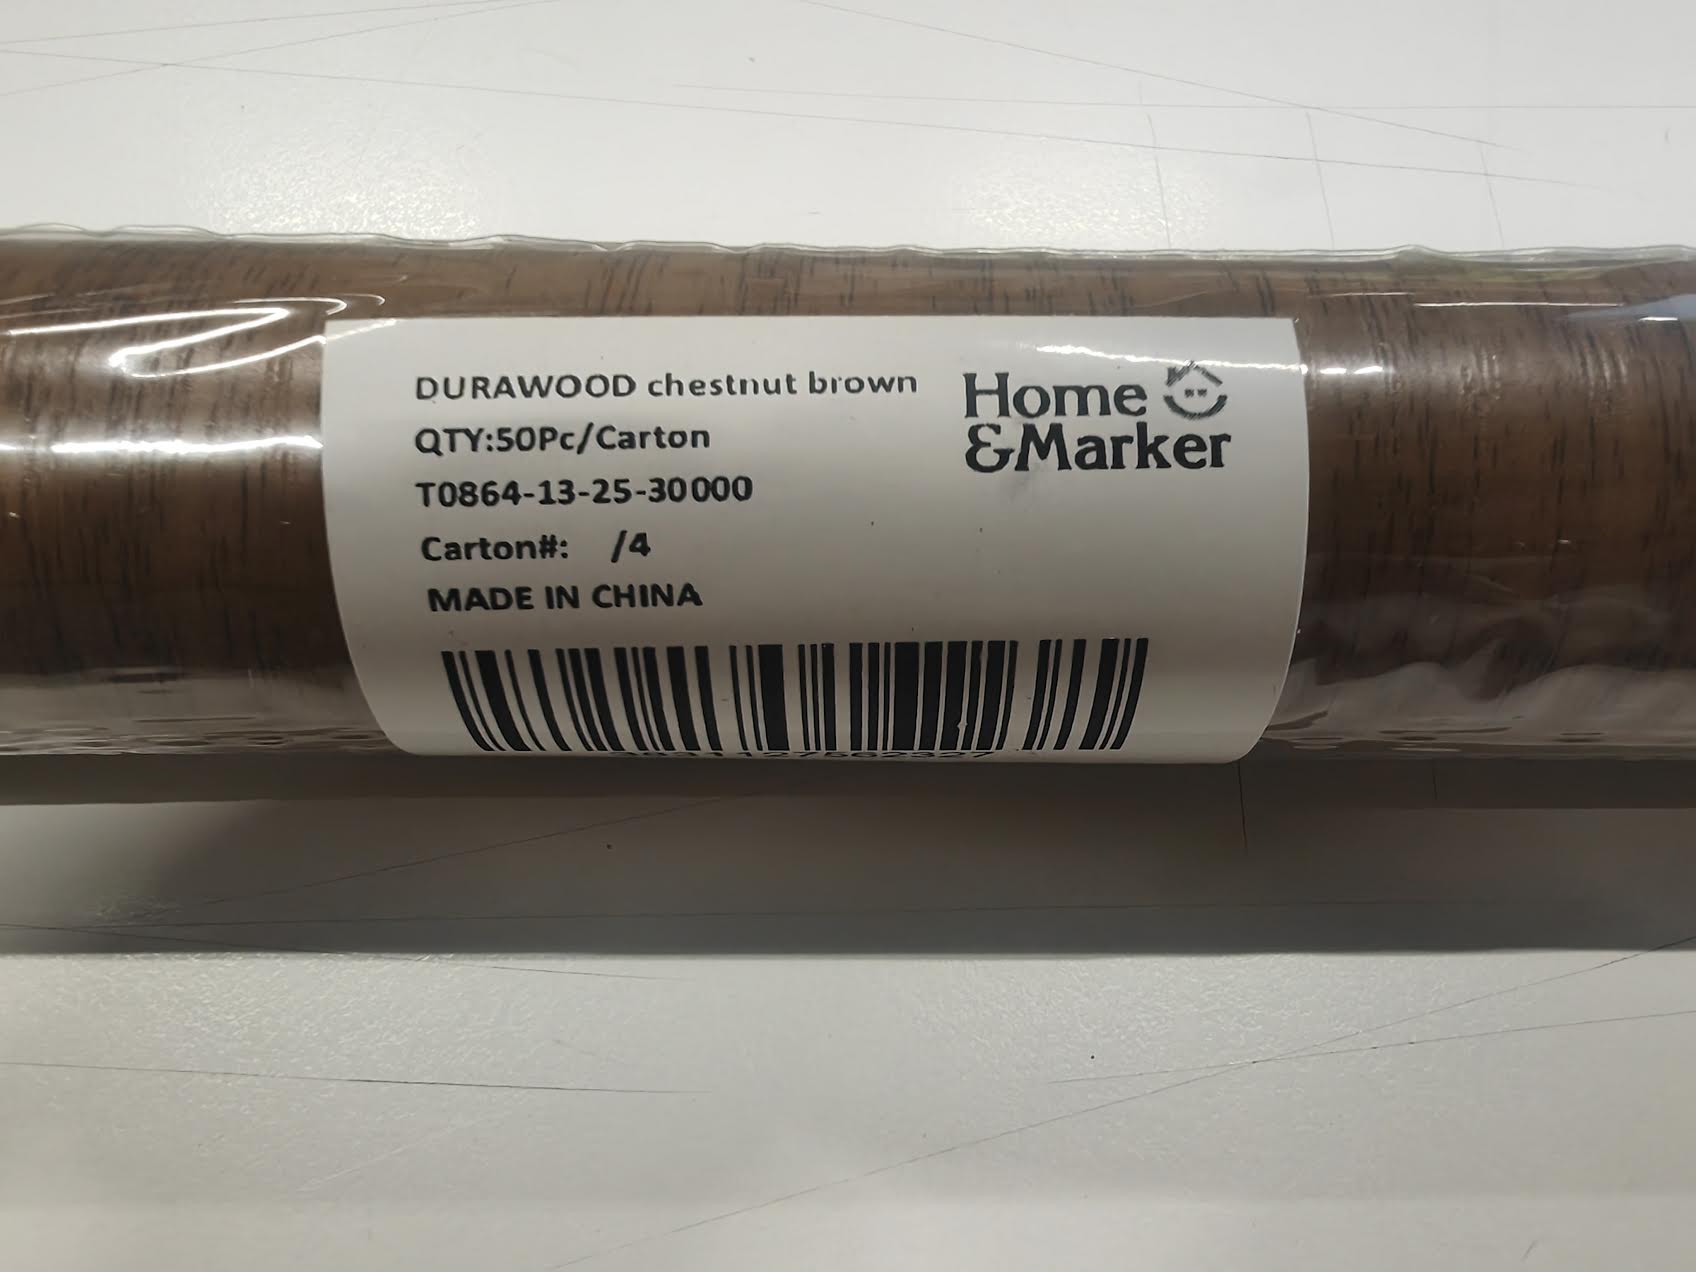 DURAWOOD chestnut brown
QTY:50Pc/Carton
T0864-13-25-30000
Carton#: /4
MADE IN CHINA
Home
&Marker